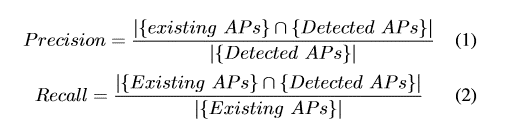 Precision = |{existing APs} ∩ {Detected APs}| / |{Detected APs}| (1)
Recall = |{Existing APs} ∩ {Detected APs}| / |{Existing APs}| (2)